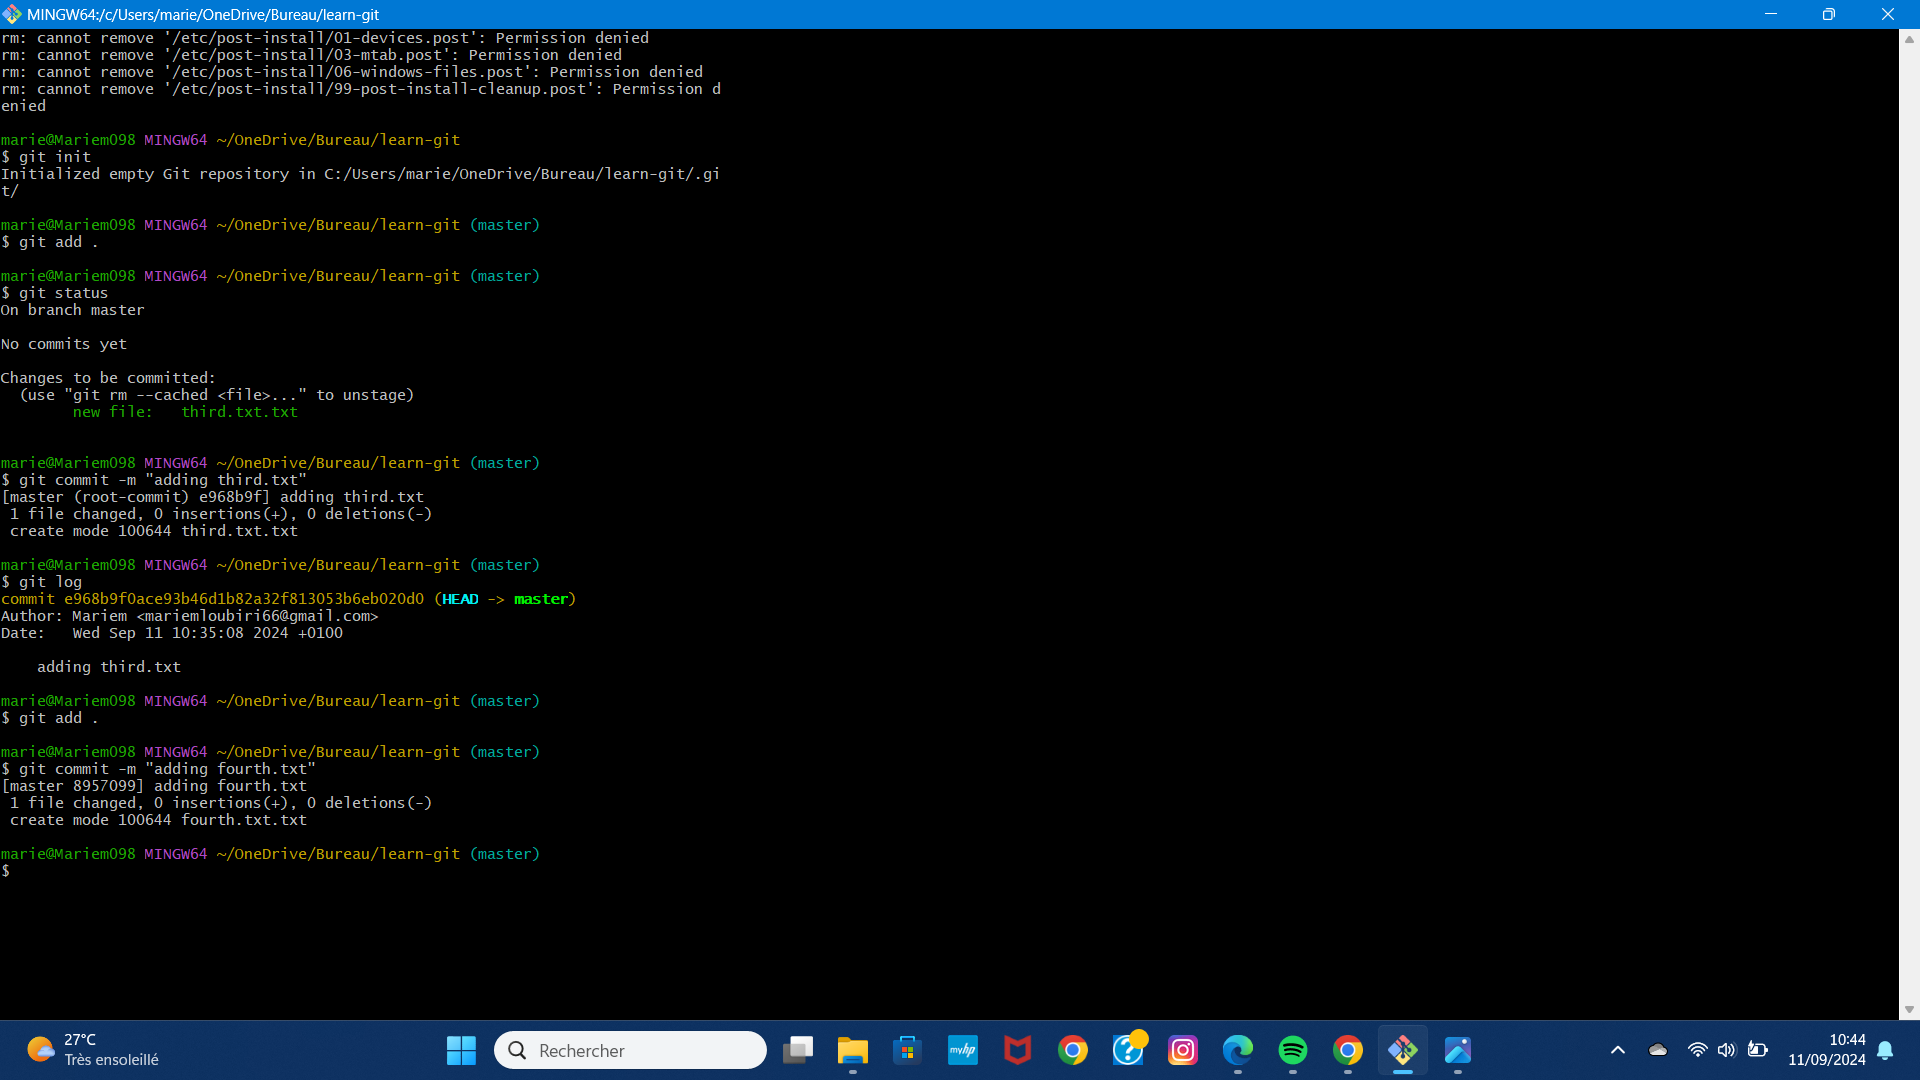 MINGW64:/c/Users/marie/OneDrive/Bureau/learn-git
rm: cannot remove '/etc/post-install/01-devices.post': Permission denied
rm: cannot remove '/etc/post-install/03-mtab.post': Permission denied
rm: cannot remove '/etc/post-install/06-windows-files.post': Permission denied
rm: cannot remove '/etc/post-install/99-post-install-cleanup.post': Permission d
enied
marie@Mariem098 MINGW64 ~/OneDrive/Bureau/learn-git
$ git init
Initialized empty Git repository in C:/Users/marie/OneDrive/Bureau/learn-git/.gi
t/
marie@Mariem098 MINGW64 ~/OneDrive/Bureau/learn-git (master)
$ git add .
marie@Mariem098 MINGW64 ~/OneDrive/Bureau/learn-git (master)
$ git status
On branch master
No commits yet
Changes to be committed:
  (use "git rm --cached <file>..." to unstage)
        new file:   third.txt.txt
marie@Mariem098 MINGW64 ~/OneDrive/Bureau/learn-git (master)
$ git commit -m "adding third.txt"
[master (root-commit) e968b9f] adding third.txt
 1 file changed, 0 insertions(+), 0 deletions(-)
 create mode 100644 third.txt.txt
marie@Mariem098 MINGW64 ~/OneDrive/Bureau/learn-git (master)
$ git log
commit e968b9f0ace93b46d1b82a32f813053b6eb020d0 (HEAD -> master)
Author: Mariem <mariemloubiri66@gmail.com>
Date:   Wed Sep 11 10:35:08 2024 +0100
    adding third.txt
marie@Mariem098 MINGW64 ~/OneDrive/Bureau/learn-git (master)
$ git add .
marie@Mariem098 MINGW64 ~/OneDrive/Bureau/learn-git (master)
$ git commit -m "adding fourth.txt"
[master 8957099] adding fourth.txt
 1 file changed, 0 insertions(+), 0 deletions(-)
 create mode 100644 fourth.txt.txt
marie@Mariem098 MINGW64 ~/OneDrive/Bureau/learn-git (master)
$
27°C
Très ensoleillé
Rechercher
myhp
10:44
11/09/2024